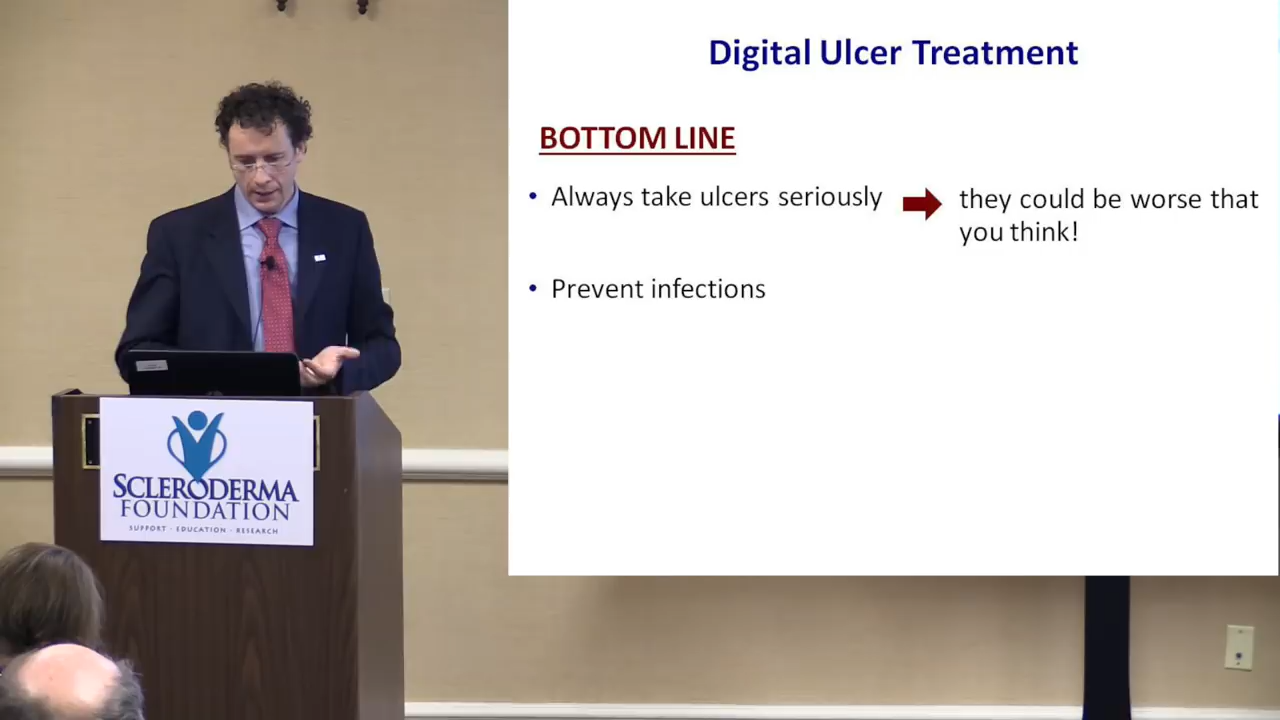 Digital Ulcer Treatment
BOTTOM LINE
• Always take ulcers seriously
they could be worse that
you think!
• Prevent infections
SCLERODERMA
FOUNDATION
SUPPORT · EDUCATION · RESEARCH